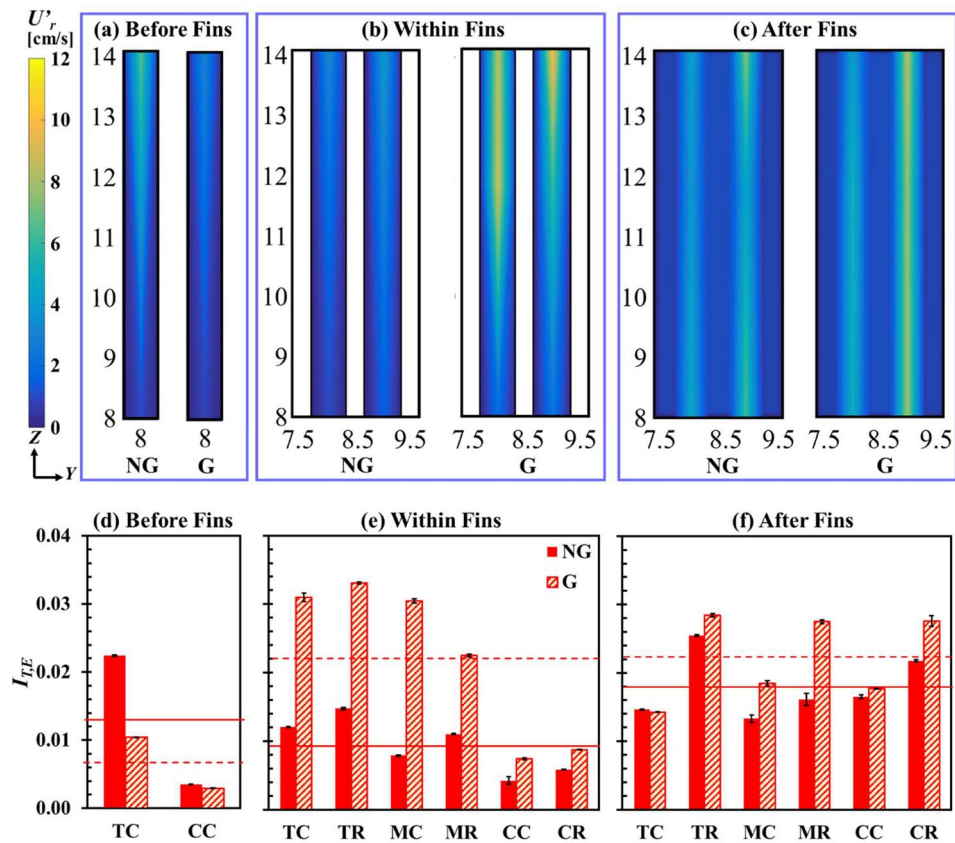 U'r
[cm/s]
(a) Before Fins
(b) Within Fins
(c) After Fins
12
10
8
6
4
2
0
Z
Y
14
13
12
11
10
9
8
8
8
NG
G
14
13
12
11
10
9
8
7.5
8.5
9.5
7.5
8.5
9.5
NG
G
14
13
12
11
10
9
8
7.5
8.5
9.5
7.5
8.5
9.5
NG
G
(d) Before Fins
(e) Within Fins
(f) After Fins
I_T,E
0.04
0.03
0.02
0.01
0.00
NG
G
TC CC
TC TR MC MR CC CR
TC TR MC MR CC CR